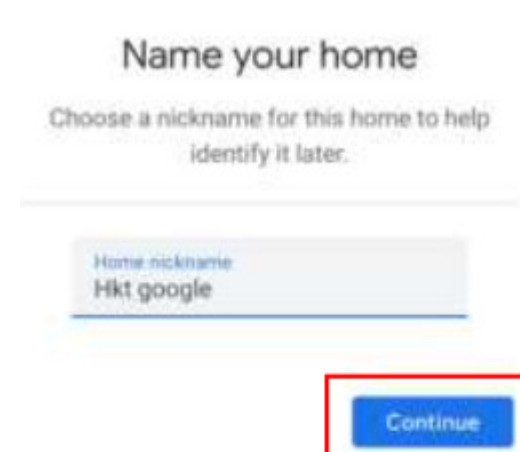 Name your home
Choose a nickname for this home to help
identify it later.
Home nickname
Hkt google
Continue